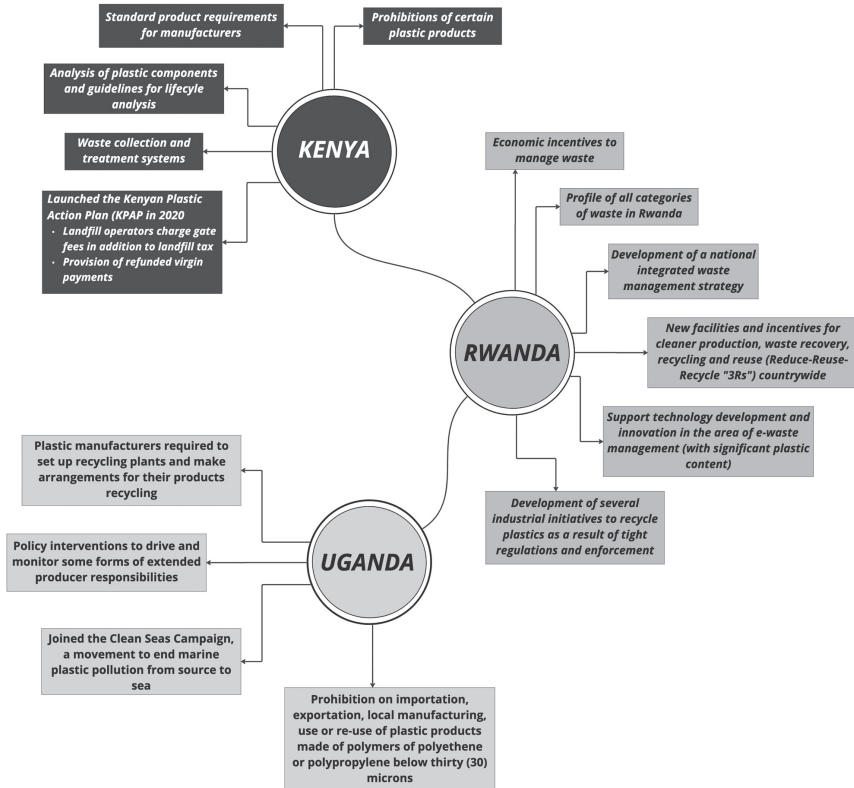 Standard product requirements
for manufacturers
Prohibitions of certain
plastic products
Analysis of plastic components
and guidelines for lifecyle
analysis
Waste collection and
treatment systems
Launched the Kenyan Plastic
Action Plan (KPAP in 2020
· Landfill operators charge gate
fees in addition to landfill tax
· Provision of refunded virgin
payments
KENYA
Economic incentives to
manage waste
Profile of all categories
of waste in Rwanda
Development of a national
integrated waste
management strategy
New facilities and incentives for
cleaner production, waste recovery,
recycling and reuse (Reduce-Reuse-
Recycle "3Rs") countrywide
Support technology development and
innovation in the area of e-waste
management (with significant plastic
content)
Development of several
industrial initiatives to recycle
plastics as a result of tight
regulations and enforcement
RWANDA
Plastic manufacturers required to
set up recycling plants and make
arrangements for their products
recycling
Policy interventions to drive and
monitor some forms of extended
producer responsibilities
Joined the Clean Seas Campaign,
a movement to end marine
plastic pollution from source to
sea
UGANDA
Prohibition on importation,
exportation, local manufacturing,
use or re-use of plastic products
made of polymers of polyethene
or polypropylene below thirty (30)
microns